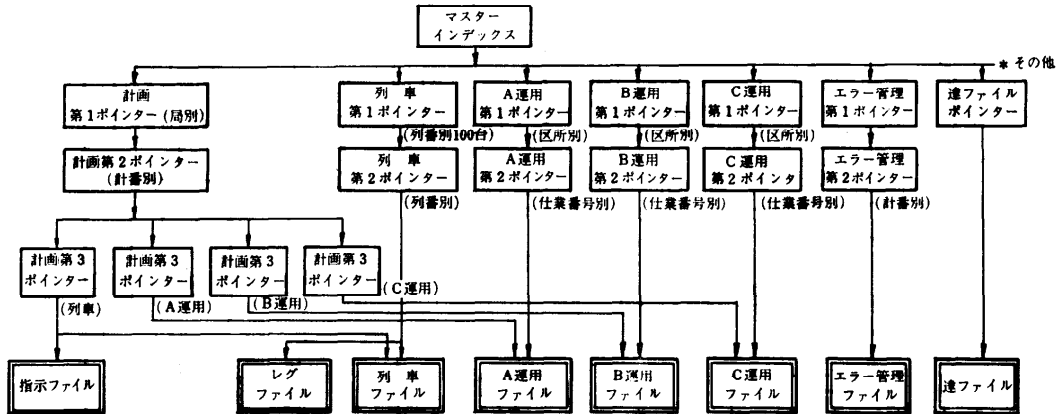 マスター
インデックス
* その他
計画
第1ポインター (局別)
列 車
第1ポインター
(列番別100台)
A運用
第1ポインター
(区所別)
B運用
第1ポインター
(区所別)
C運用
第1ポインター
(区所別)
エラー管理
第1ポインター
達ファイル
ポインター
計画第2ポインター
(計番別)
列 車
第2ポインター
(列番別)
A運用
第2ポインター
(仕業番号別)
B運用
第2ポインター
(仕業番号別)
C運用
第2ポインタ
(仕業番号別)
エラー管理
第2ポインター
(計番別)
計画第3
ポインター
(列車)
計画第3
ポインター
(A運用)
計画第3
ポインター
(B運用)
計画第3
ポインター
(C運用)
指示ファイル
レグ
ファイル
列 車
ファイル
A運用
ファイル
B運用
ファイル
C運用
ファイル
エラー管理
ファイル
達ファイル